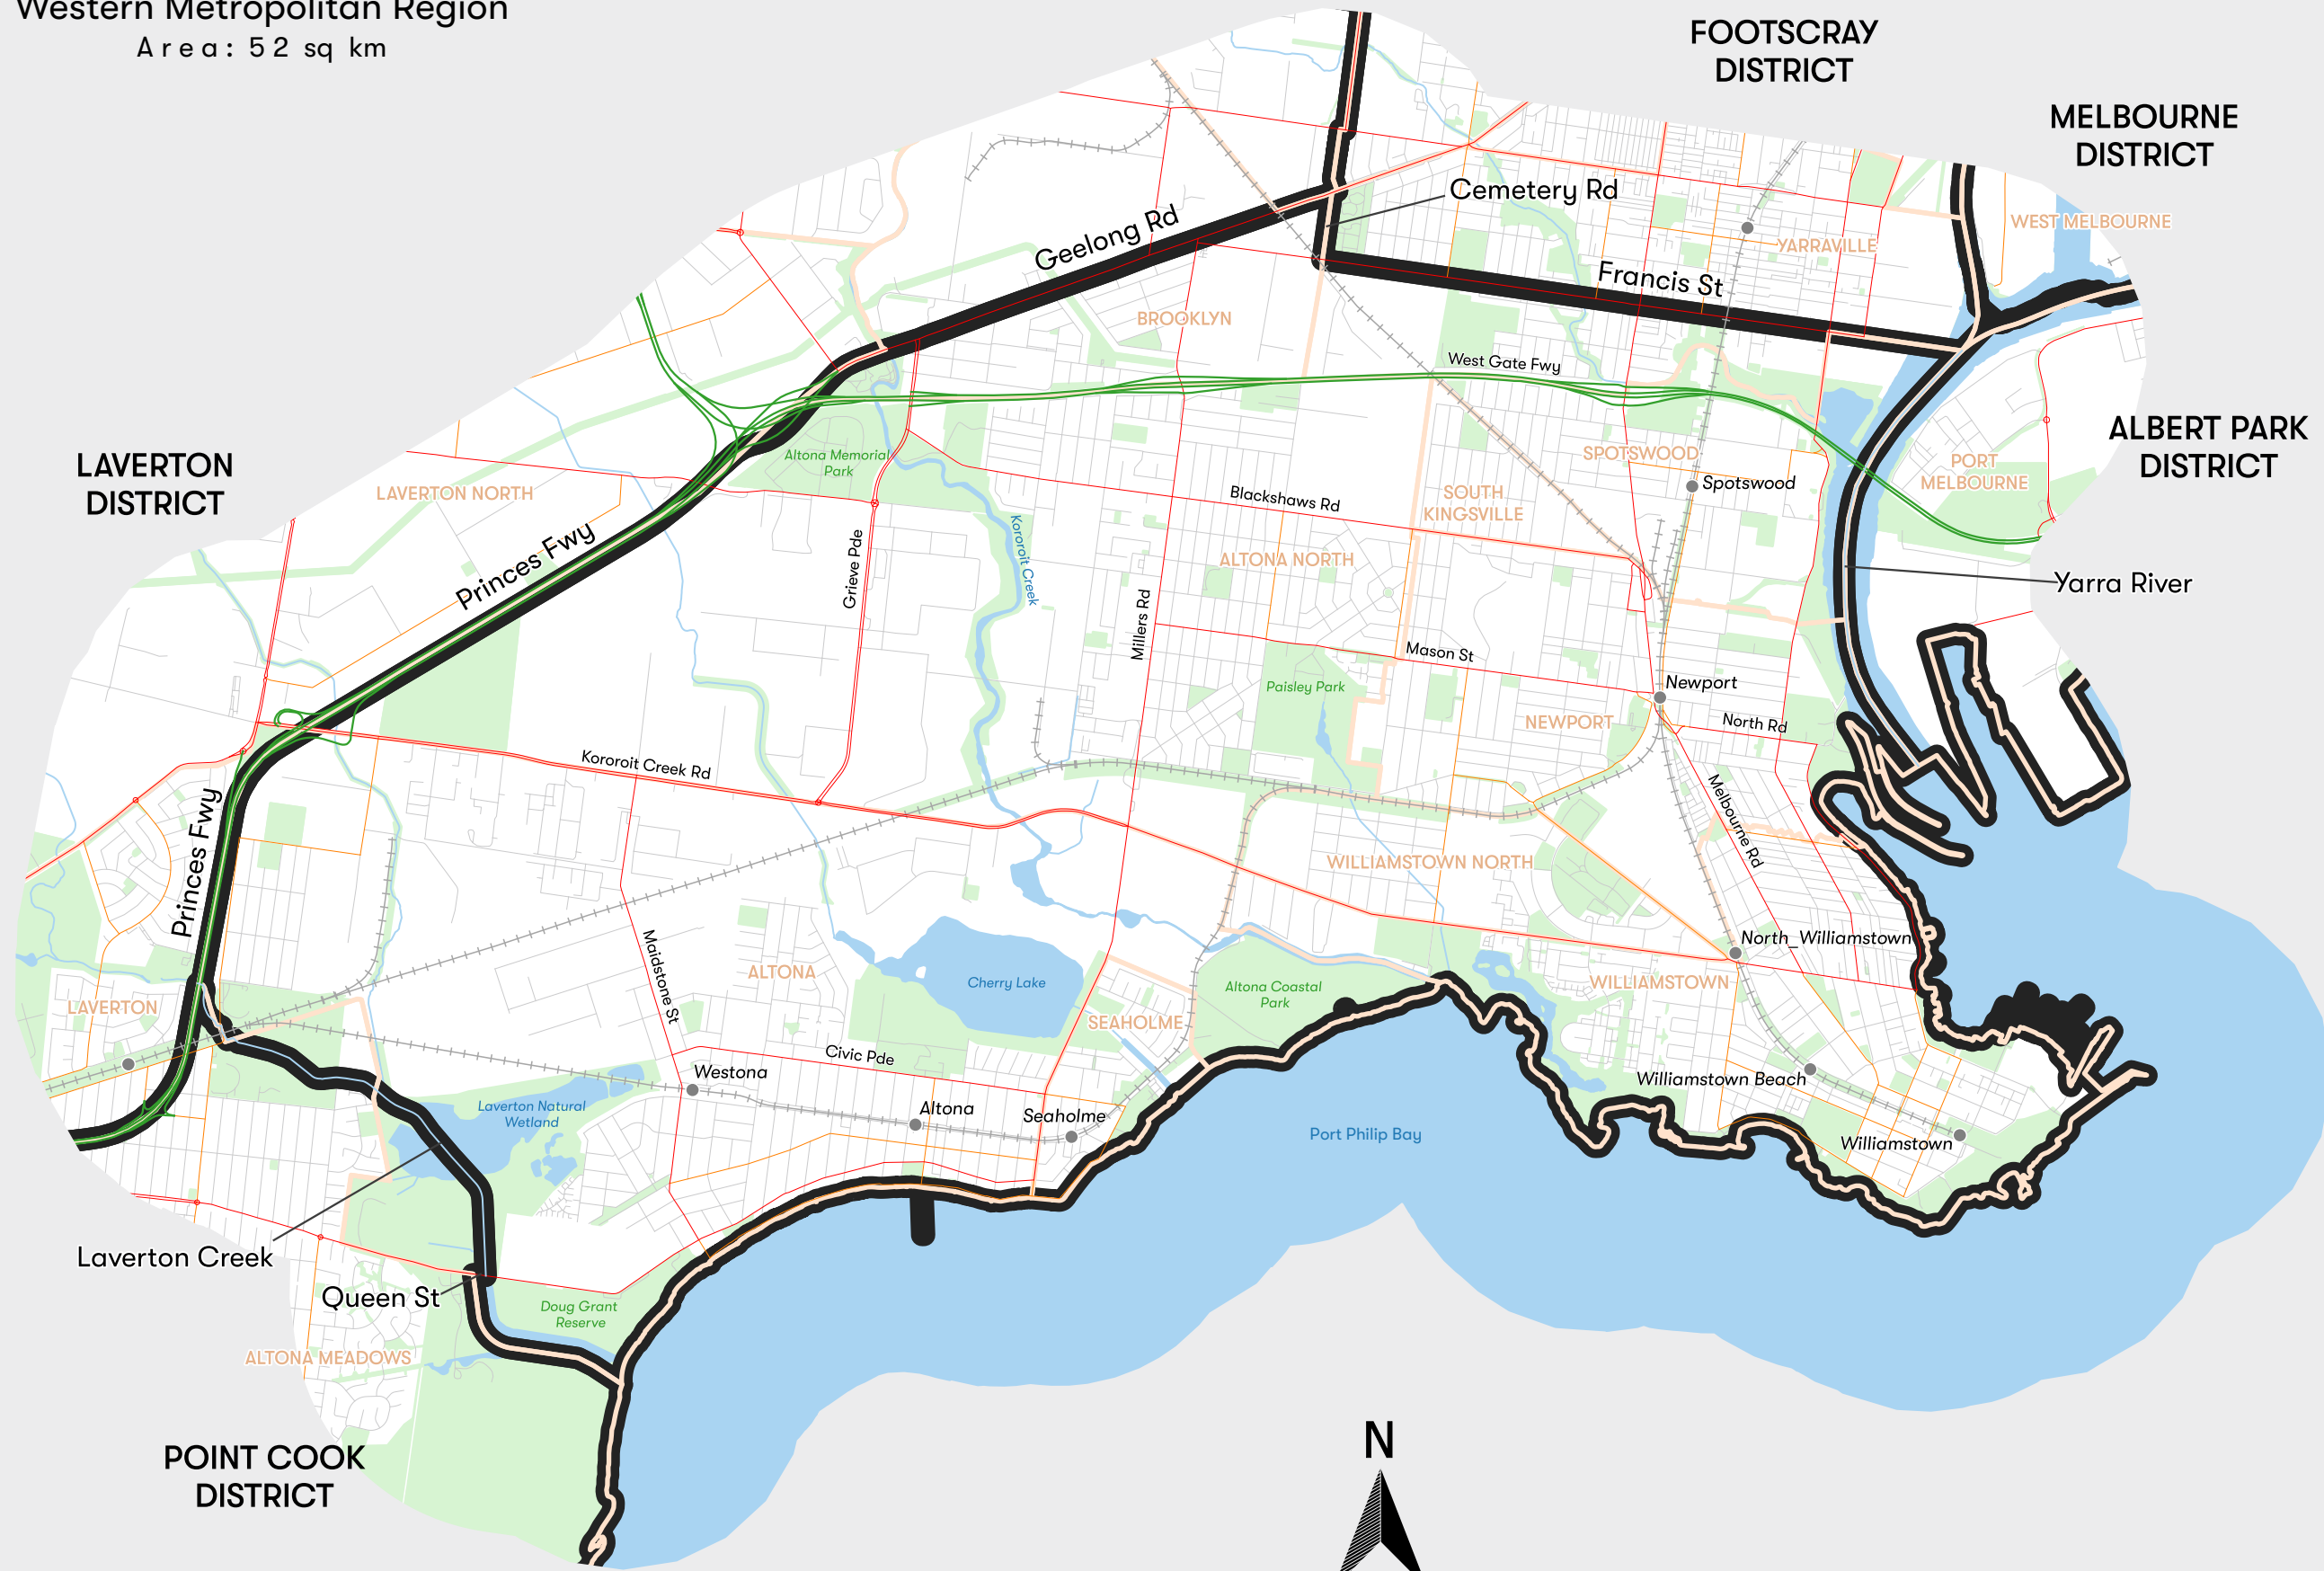 Western Metropolitan Region
Area: 52 sq km
FOOTSCRAY
DISTRICT
MELBOURNE
DISTRICT
Cemetery Rd
WEST MELBOURNE
Geelong Rd
YARRAVILLE
Francis St
BROOKLYN
West Gate Fwy
ALBERT PARK
DISTRICT
LAVERTON
DISTRICT
Altona Memorial
Park
SPOTSWOOD
PORT
MELBOURNE
LAVERTON NORTH
Spotswood
SOUTH
KINGSVILLE
Blackshaws Rd
Kororoit Creek
Princes Fwy
Grieve Pde
ALTONA NORTH
Yarra River
Millers Rd
Mason St
Paisley Park
Newport
NEWPORT
North Rd
Kororoit Creek Rd
Melbourne Rd
Princes Fwy
WILLIAMSTOWN NORTH
North_Williamstown
Maidstone St
ALTONA
Cherry Lake
Altona Coastal
Park
WILLIAMSTOWN
LAVERTON
SEAHOLME
Civic Pde
Westona
Williamstown Beach
Laverton Natural
Wetland
Altona
Seaholme
Port Philip Bay
Williamstown
Laverton Creek
Queen St
Doug Grant
Reserve
ALTONA MEADOWS
POINT COOK
DISTRICT
N